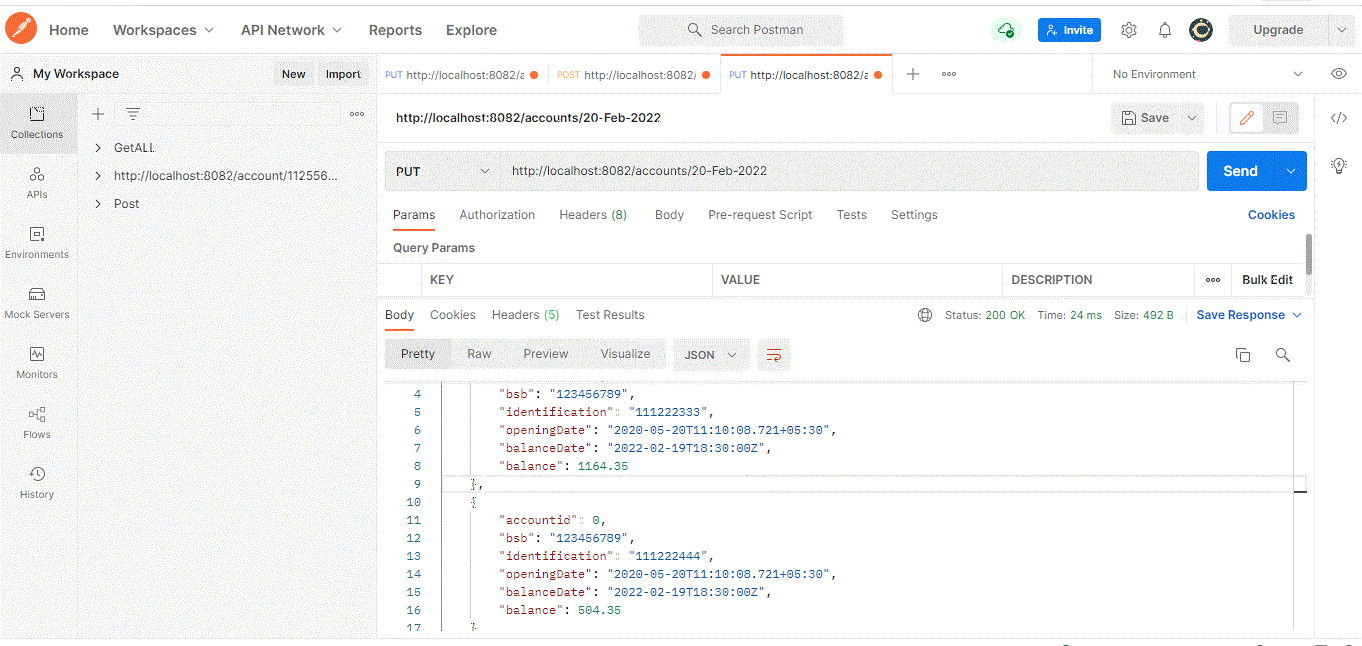 Home Workspaces API Network Reports Explore Search Postman Invite Upgrade
My Workspace New Import PUT http://localhost:8082/a POST http://localhost:8082/ PUT http://localhost:8082/a + ooo No Environment
Collections
APIs
Environments
Mock Servers
Monitors
Flows
History
+ ooo
> GetALL
> http://localhost:8082/account/112556...
> Post
http://localhost:8082/accounts/20-Feb-2022 Save </>
PUT http://localhost:8082/accounts/20-Feb-2022 Send
Params Authorization Headers (8) Body Pre-request Script Tests Settings Cookies
Query Params
KEY VALUE DESCRIPTION ooo Bulk Edit
Body Cookies Headers (5) Test Results Status: 200 OK Time: 24 ms Size: 492 B Save Response
Pretty Raw Preview Visualize JSON
4 "bsb": "123456789",
5 "identification": "111222333",
6 "openingDate": "2020-05-20T11:10:08.721+05:30",
7 "balanceDate": "2022-02-19T18:30:00Z",
8 "balance": 1164.35
9 },
10 {
11 "accountid": 0,
12 "bsb": "123456789",
13 "identification": "111222444",
14 "openingDate": "2020-05-20T11:10:08.721+05:30",
15 "balanceDate": "2022-02-19T18:30:00Z",
16 "balance": 504.35
17 }